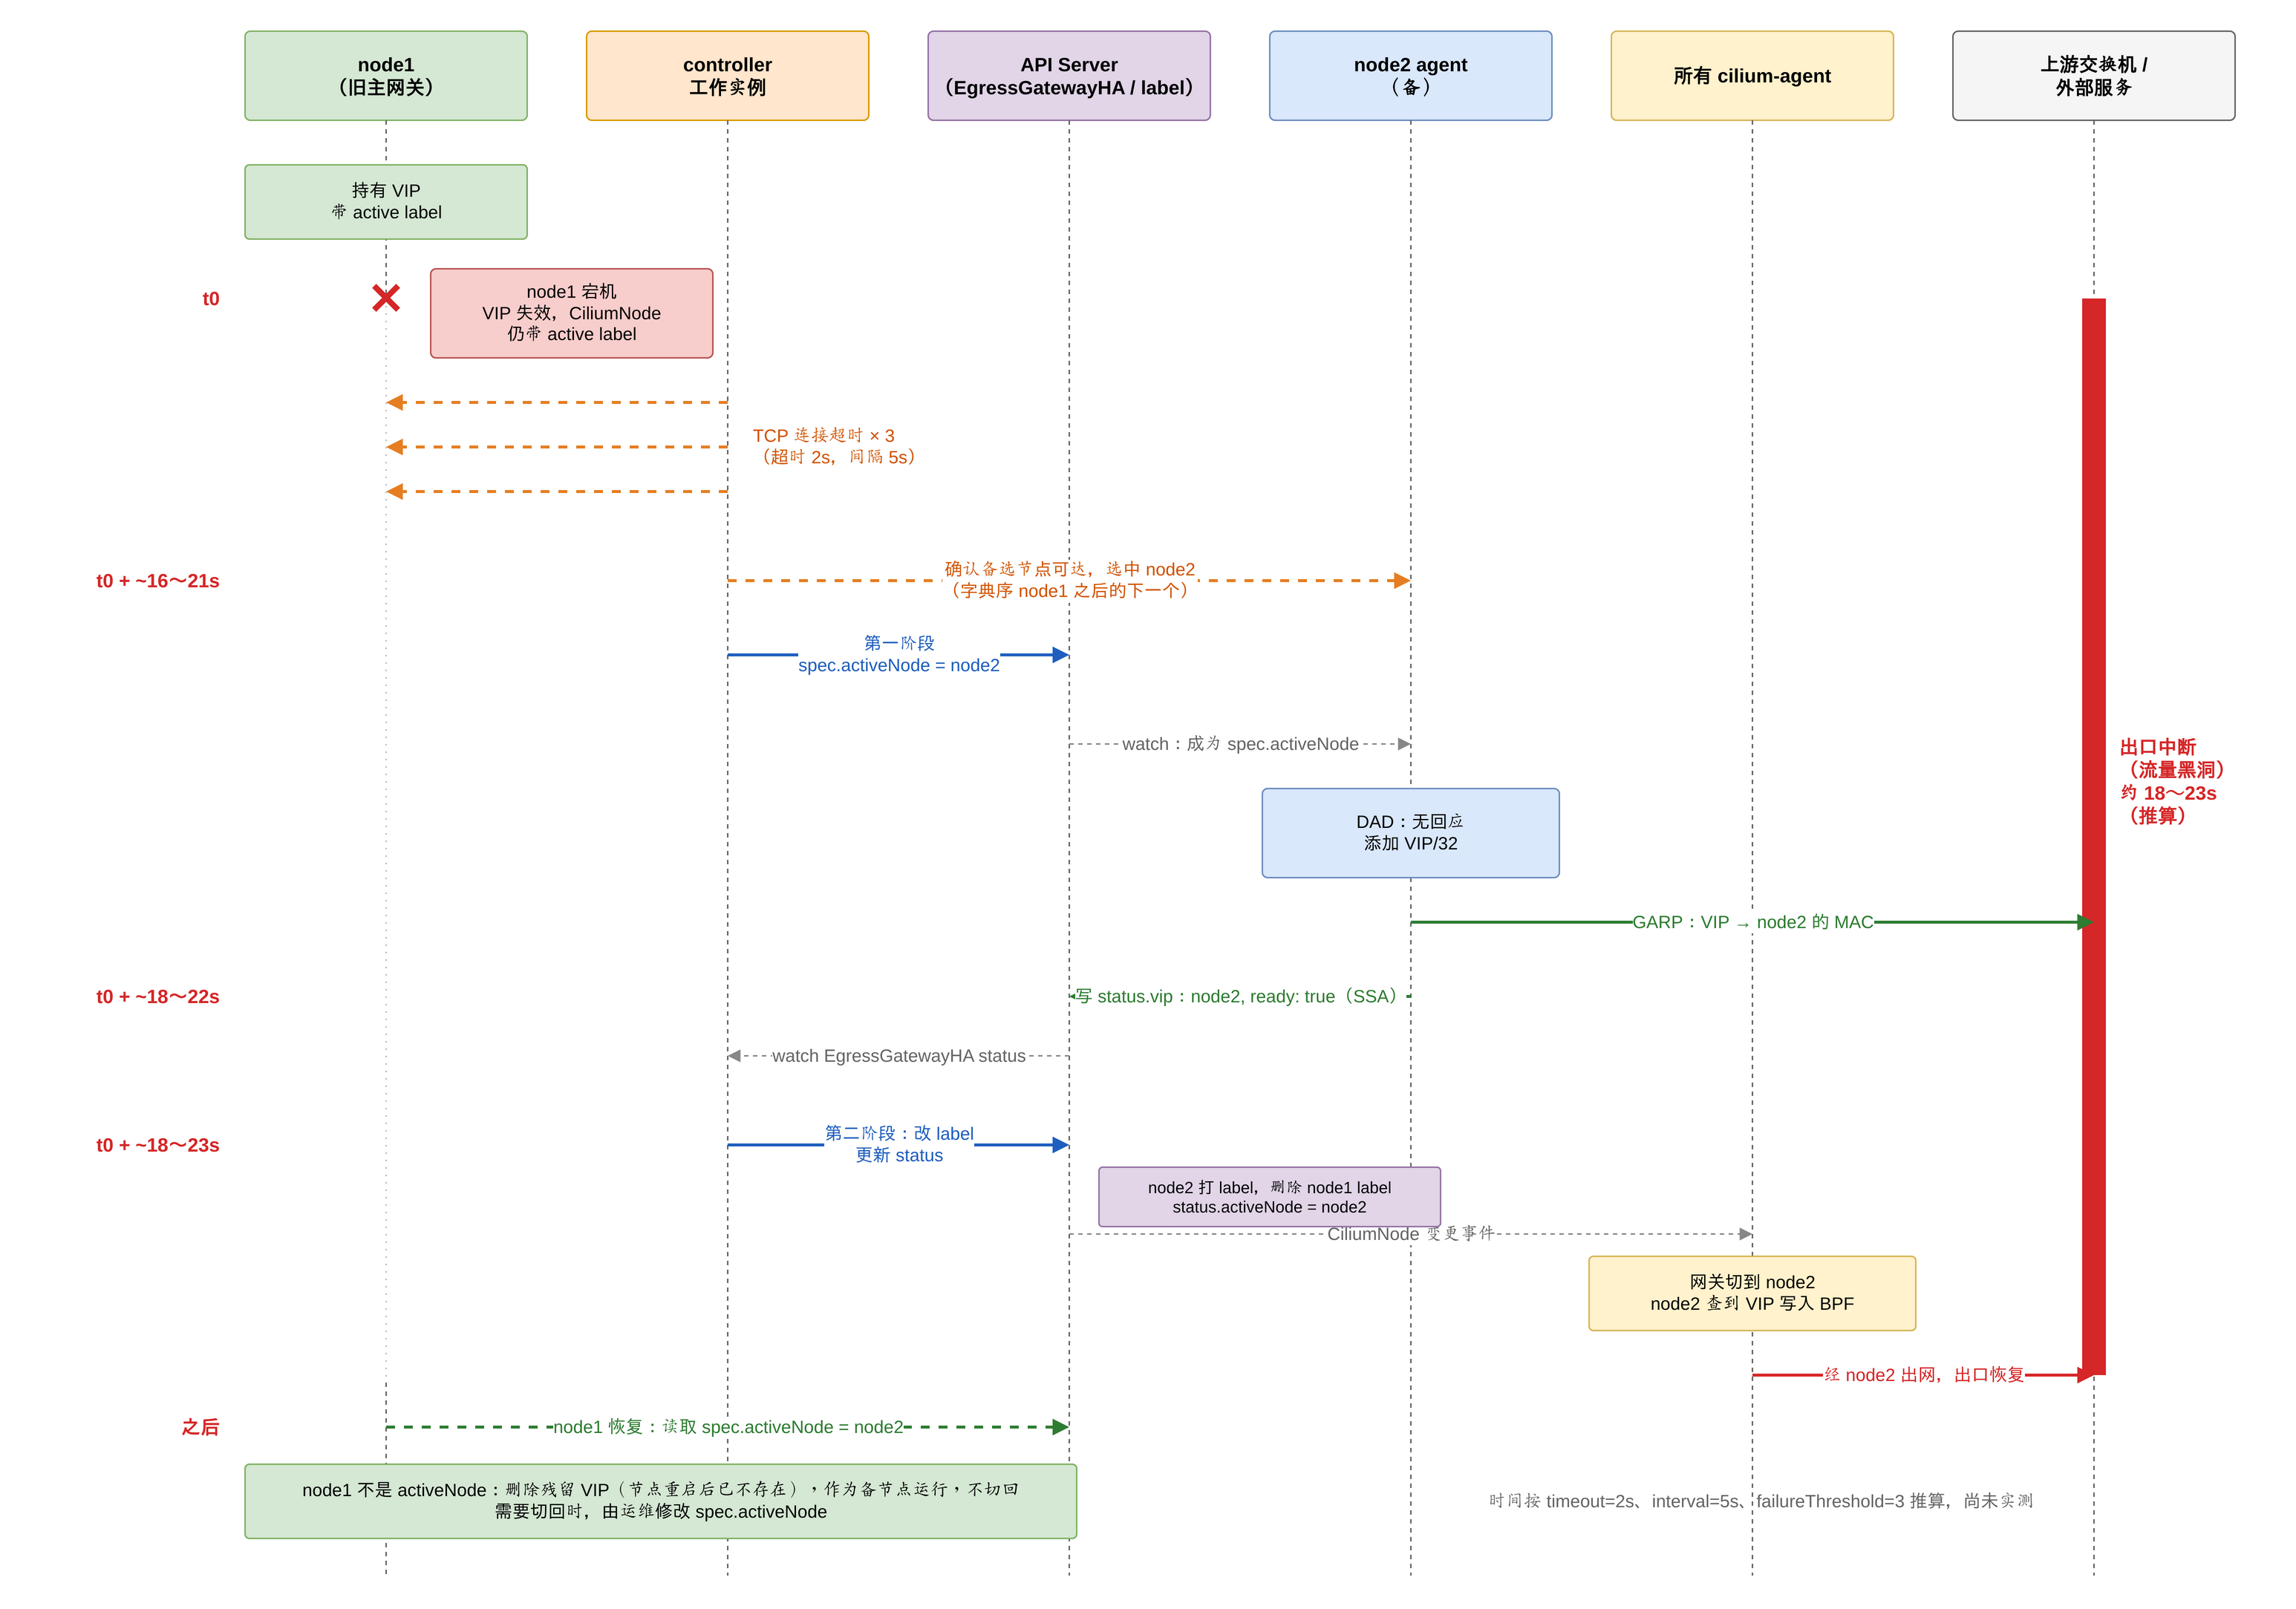 node1
（旧主网关）
controller
工作实例
API Server
（EgressGatewayHA / label）
node2 agent
（备）
所有 cilium-agent
上游交换机 /
外部服务
持有 VIP
带 active label
t0
node1 宕机
VIP 失效，CiliumNode
仍带 active label
TCP 连接超时 × 3
（超时 2s，间隔 5s）
t0 + ~16～21s
确认备选节点可达，选中 node2
（字典序 node1 之后的下一个）
第一阶段
spec.activeNode = node2
watch：成为 spec.activeNode
出口中断
（流量黑洞）
约 18～23s
（推算）
DAD：无回应
添加 VIP/32
GARP：VIP → node2 的 MAC
t0 + ~18～22s
写 status.vip：node2, ready: true（SSA）
watch EgressGatewayHA status
t0 + ~18～23s
第二阶段：改 label
更新 status
node2 打 label，删除 node1 label
status.activeNode = node2
CiliumNode 变更事件
网关切到 node2
node2 查到 VIP 写入 BPF
经 node2 出网，出口恢复
之后
node1 恢复：读取 spec.activeNode = node2
node1 不是 activeNode：删除残留 VIP（节点重启后已不存在），作为备节点运行，不切回
需要切回时，由运维修改 spec.activeNode
时间按 timeout=2s、interval=5s、failureThreshold=3 推算，尚未实测